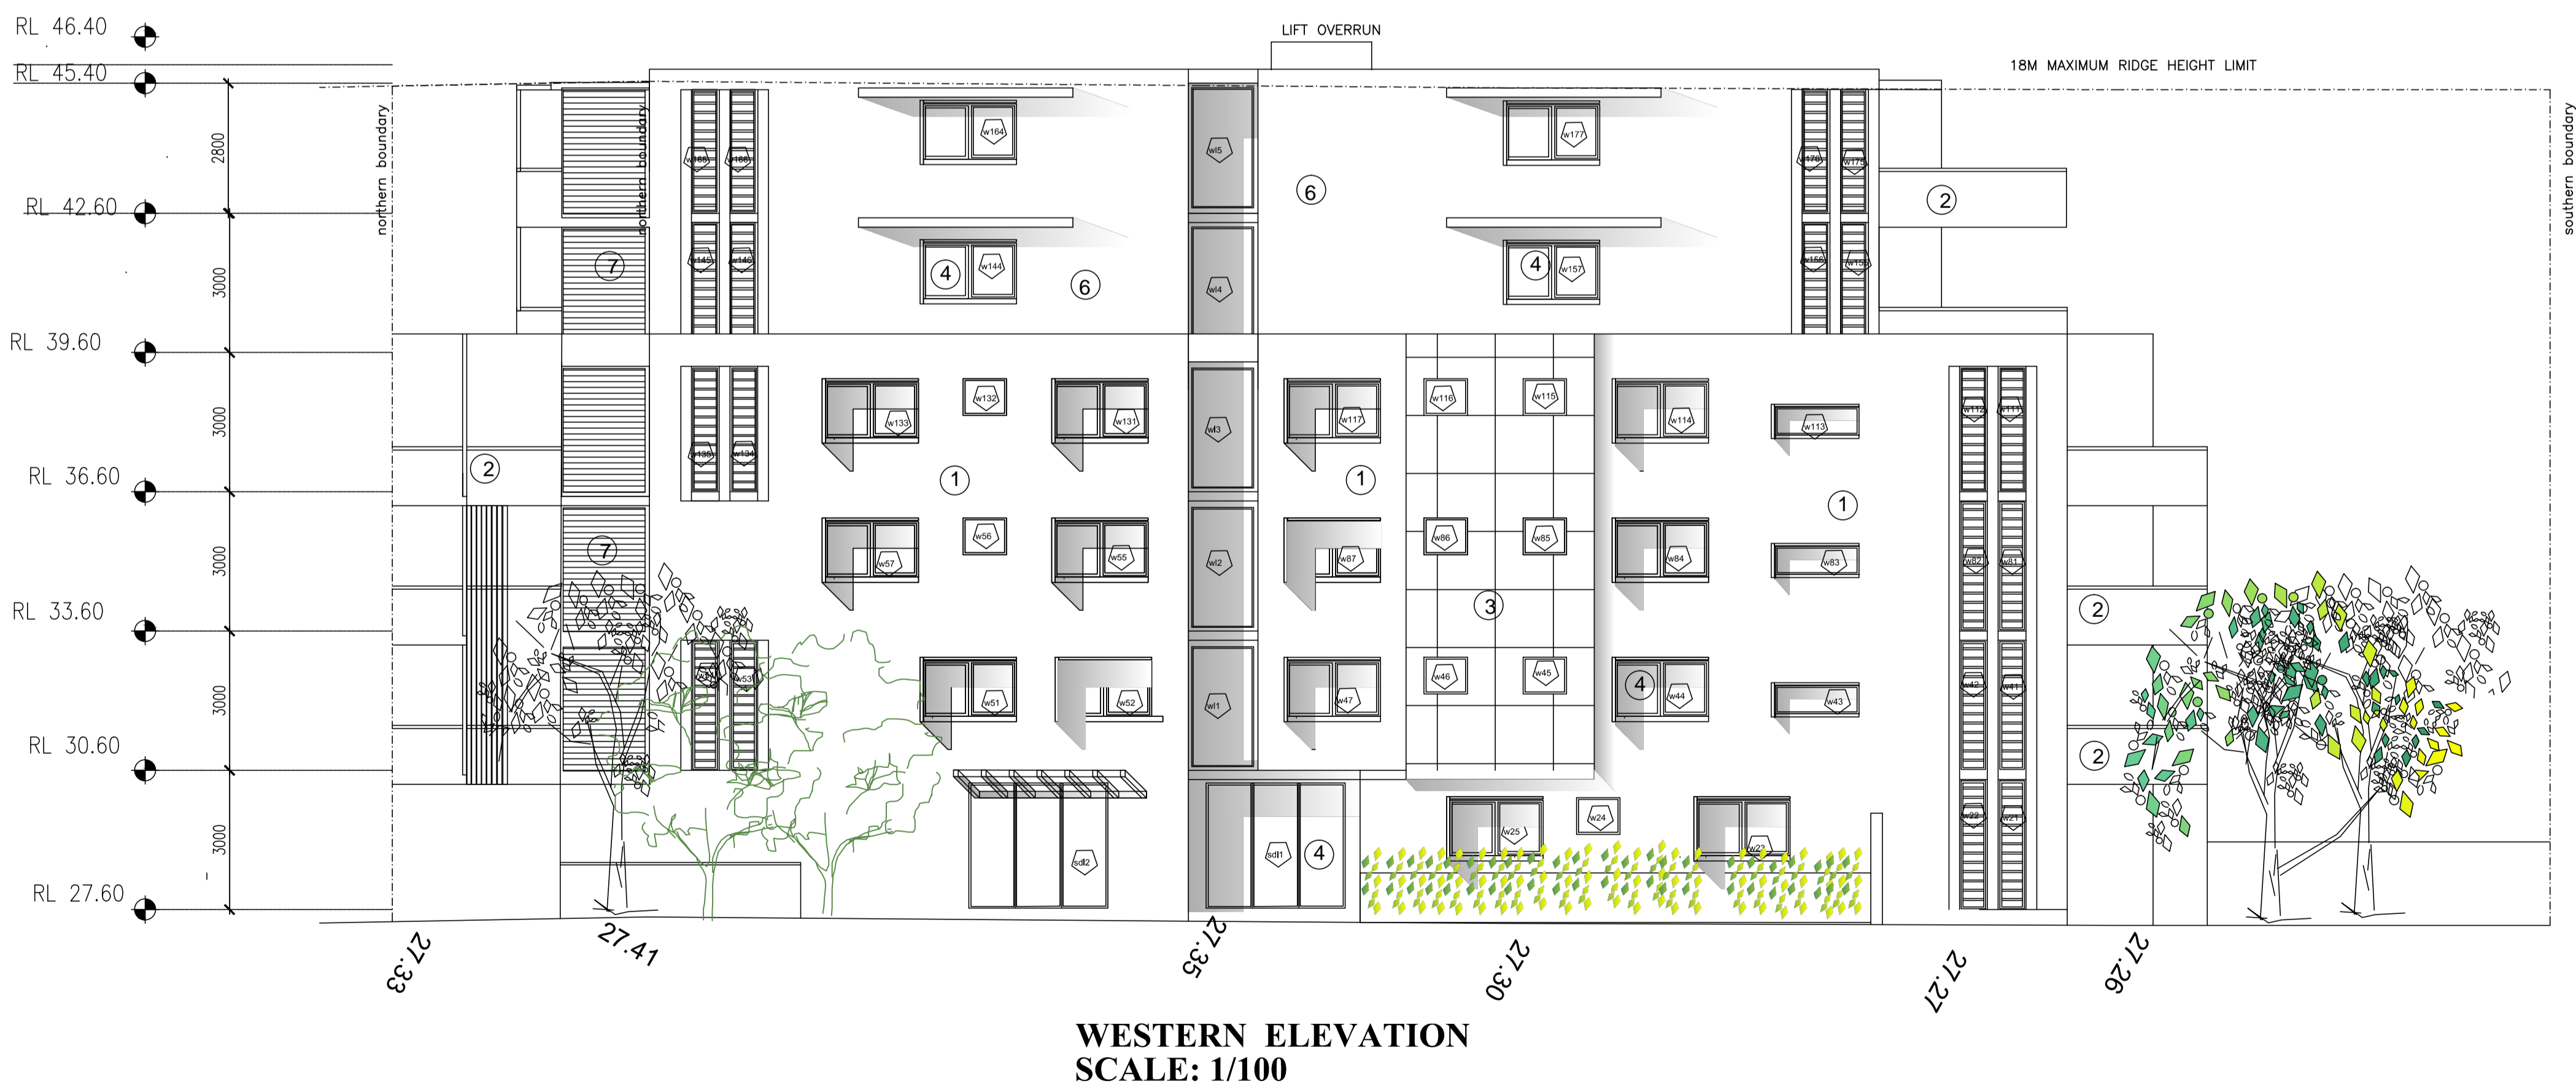 LIFT OVERRUN
RL 46.40
RL 45.40
18M MAXIMUM RIDGE HEIGHT LIMIT
northern boundary
northern boundary
southern boundary
2800
w164
w177
wl5
w168
w168
w176
w175
6
2
RL 42.60
3000
7
w145
w146
4
w144
6
wl4
4
w157
w156
w155
RL 39.60
3000
w133
w132
w131
wl3
w117
w116
w115
w114
w113
w112
w111
w135
w134
2
1
1
1
RL 36.60
3000
7
w57
w56
w55
wl2
w87
w86
w85
w84
w83
w82
w81
3
2
RL 33.60
3000
w53
w51
w52
wl1
w47
w46
w45
4
w44
w43
w42
w41
2
RL 30.60
3000
sdl2
sdl1
4
w25
w24
w23
w22
w21
RL 27.60
27.33
27.41
27.35
27.30
27.27
27.26
WESTERN ELEVATION
SCALE: 1/100